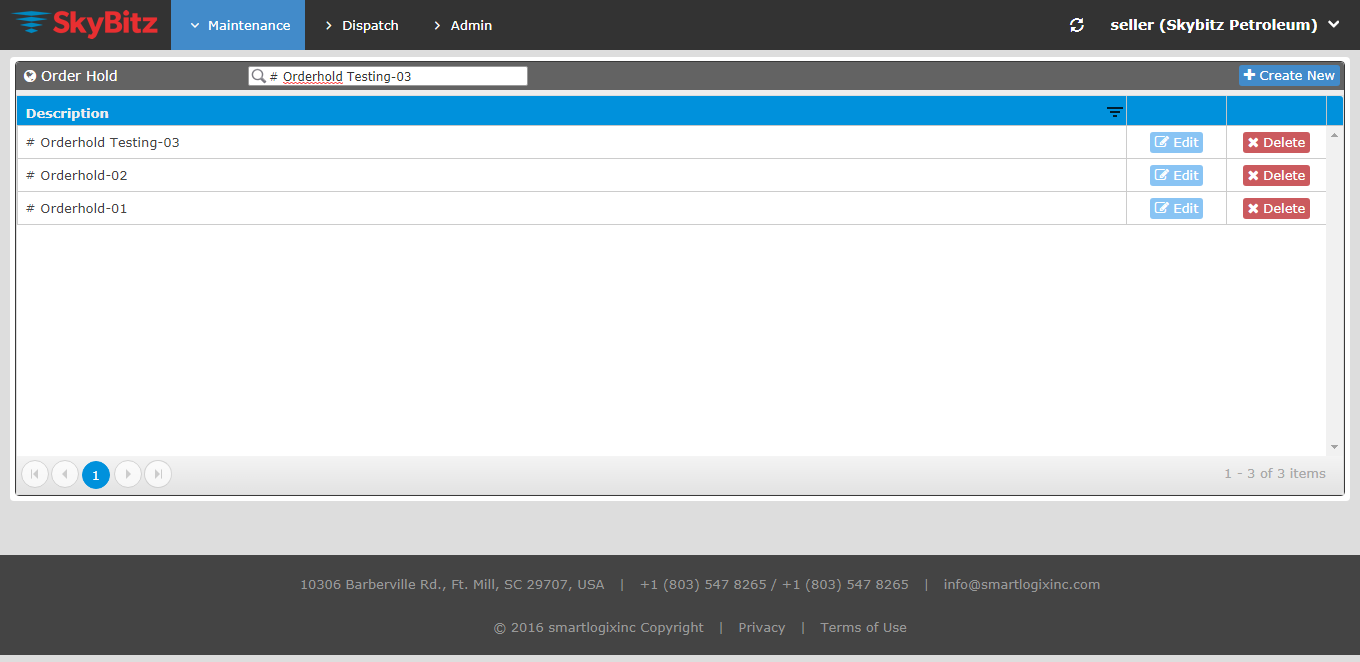 SkyBitz Maintenance Dispatch Admin seller (Skybitz Petroleum)
Order Hold # Orderhold Testing-03 Create New
Description
# Orderhold Testing-03 Edit Delete
# Orderhold-02 Edit Delete
# Orderhold-01 Edit Delete
1 1 - 3 of 3 items
10306 Barberville Rd., Ft. Mill, SC 29707, USA | +1 (803) 547 8265 / +1 (803) 547 8265 | info@smartlogixinc.com
© 2016 smartlogixinc Copyright | Privacy | Terms of Use